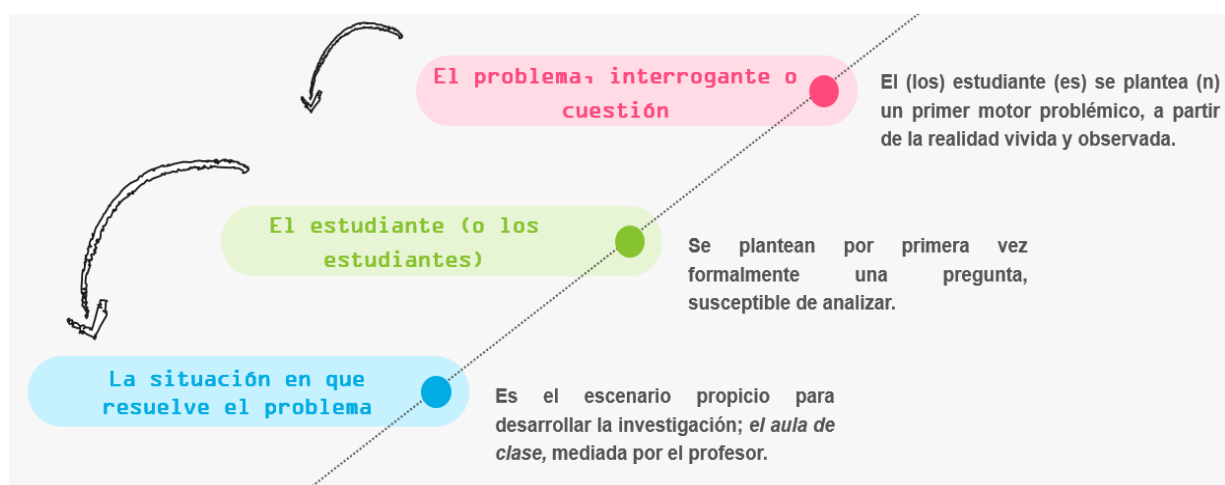 El problema, interrogante o
cuestión
El (los) estudiante (es) se plantea (n)
un primer motor problémico, a partir
de la realidad vivida y observada.
El estudiante (o los
estudiantes)
Se plantean por primera vez
formalmente una pregunta,
susceptible de analizar.
La situación en que
resuelve el problema
Es el escenario propicio para
desarrollar la investigación; el aula de
clase, mediada por el profesor.